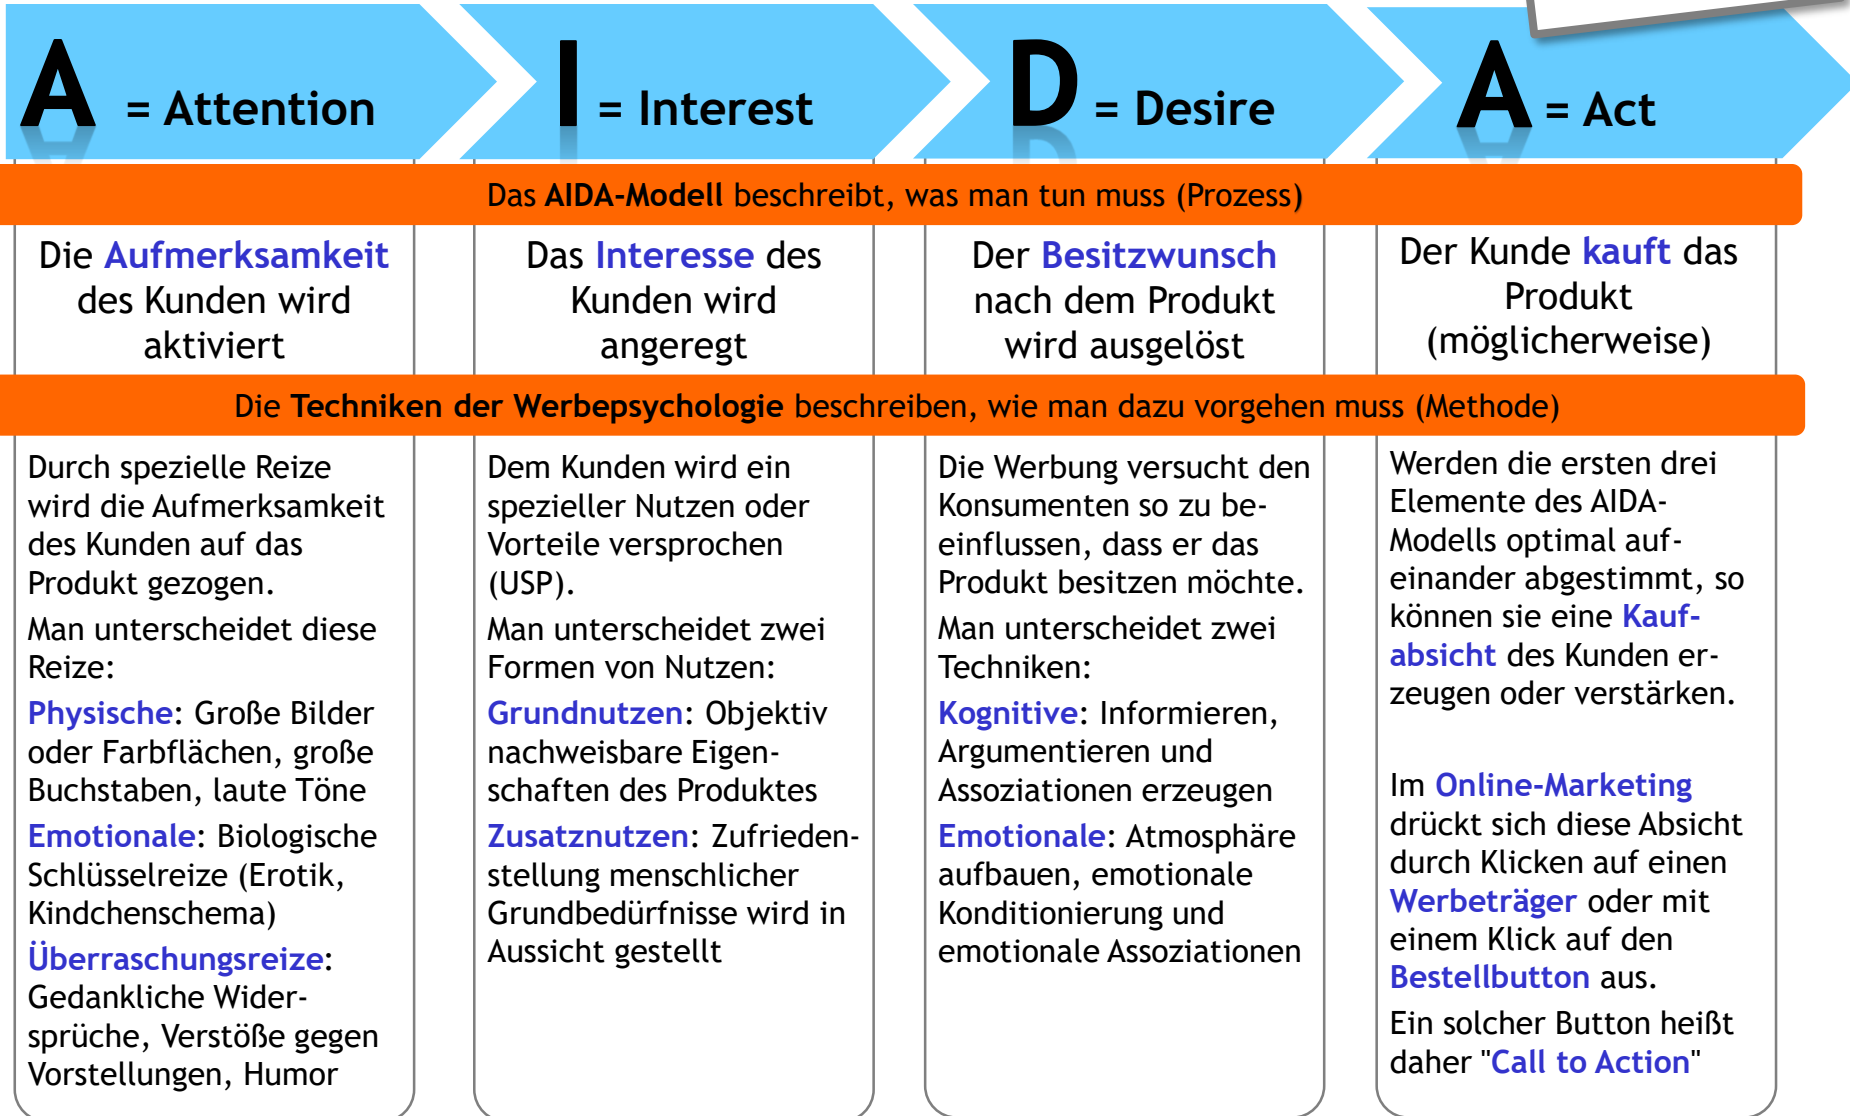 A = Attention
I = Interest
D = Desire
A = Act
Das AIDA-Modell beschreibt, was man tun muss (Prozess)
Die Aufmerksamkeit
des Kunden wird
aktiviert
Das Interesse des
Kunden wird
angeregt
Der Besitzwunsch
nach dem Produkt
wird ausgelöst
Der Kunde kauft das
Produkt
(möglicherweise)
Die Techniken der Werbepsychologie beschreiben, wie man dazu vorgehen muss (Methode)
Durch spezielle Reize
wird die Aufmerksamkeit
des Kunden auf das
Produkt gezogen.
Man unterscheidet diese
Reize:
Physische: Große Bilder
oder Farbflächen, große
Buchstaben, laute Töne
Emotionale: Biologische
Schlüsselreize (Erotik,
Kindchenschema)
Überraschungsreize:
Gedankliche Wider-
sprüche, Verstöße gegen
Vorstellungen, Humor
Dem Kunden wird ein
spezieller Nutzen oder
Vorteile versprochen
(USP).
Man unterscheidet zwei
Formen von Nutzen:
Grundnutzen: Objektiv
nachweisbare Eigen-
schaften des Produktes
Zusatznutzen: Zufrieden-
stellung menschlicher
Grundbedürfnisse wird in
Aussicht gestellt
Die Werbung versucht den
Konsumenten so zu be-
einflussen, dass er das
Produkt besitzen möchte.
Man unterscheidet zwei
Techniken:
Kognitive: Informieren,
Argumentieren und
Assoziationen erzeugen
Emotionale: Atmosphäre
aufbauen, emotionale
Konditionierung und
emotionale Assoziationen
Werden die ersten drei
Elemente des AIDA-
Modells optimal auf-
einander abgestimmt, so
können sie eine Kauf-
absicht des Kunden er-
zeugen oder verstärken.
Im Online-Marketing
drückt sich diese Absicht
durch Klicken auf einen
Werbeträger oder mit
einem Klick auf den
Bestellbutton aus.
Ein solcher Button heißt
daher "Call to Action"